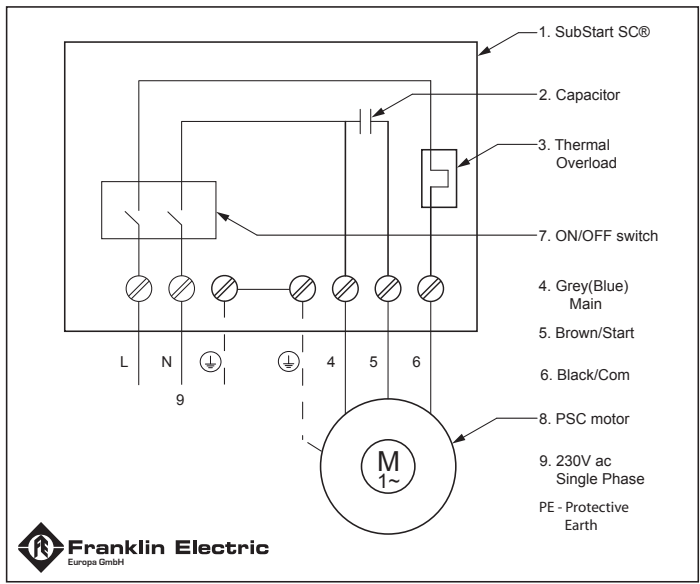 1. SubStart SC®
2. Capacitor
3. Thermal
Overload
7. ON/OFF switch
4. Grey(Blue)
Main
5. Brown/Start
6. Black/Com
8. PSC motor
9. 230V ac
Single Phase
PE - Protective
Earth
L N 4 5 6
9
M
1~
FE
Franklin Electric
Europa GmbH